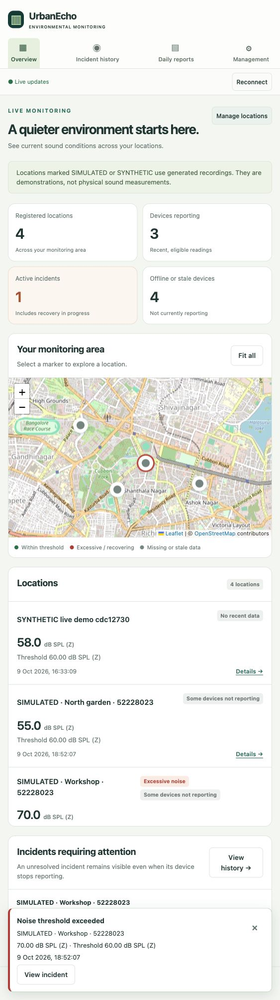 UrbanEcho
ENVIRONMENTAL MONITORING
Overview
Incident history
Daily reports
Management
Live updates
Reconnect
LIVE MONITORING
Manage locations
A quieter environment starts here.
See current sound conditions across your locations.
Locations marked SIMULATED or SYNTHETIC use generated recordings. They are
demonstrations, not physical sound measurements.
Registered locations
4
Across your monitoring area
Devices reporting
3
Recent, eligible readings
Active incidents
1
Includes recovery in progress
Offline or stale devices
4
Not currently reporting
Your monitoring area
Select a marker to explore a location.
Fit all
+
−
High Grounds
Shivajinagar
Bangalore
Race Course
Halasuru
lake
Gandhinagar
Cubbon
Park
Cubbon Road
Shanthala Nagar
Kasturba Road
Residency Road
Ashok Nagar
Richmond Road
Kempegowda Road
Cubbonpet Main Road
Avenue Road
Victoria Layout
Leaflet | © OpenStreetMap contributors
Within threshold
Excessive / recovering
Missing or stale data
Locations
4 locations
SYNTHETIC live demo cdc12730
No recent data
58.0 dB SPL (Z)
Threshold 60.00 dB SPL (Z)
9 Oct 2026, 16:33:09
Details →
SIMULATED · North garden · 52228023
Some devices not reporting
55.0 dB SPL (Z)
Threshold 60.00 dB SPL (Z)
9 Oct 2026, 18:52:07
Details →
SIMULATED · Workshop ·
52228023
Excessive noise
Some devices not reporting
70.0 dB SPL (Z)
Incidents requiring attention
An unresolved incident remains visible even when its device
stops reporting.
View
history →
SIMULATED · Workshop · 52228023
Noise threshold exceeded
×
SIMULATED · Workshop · 52228023
70.00 dB SPL (Z) · Threshold 60.00 dB SPL (Z)
9 Oct 2026, 18:52:07
View incident